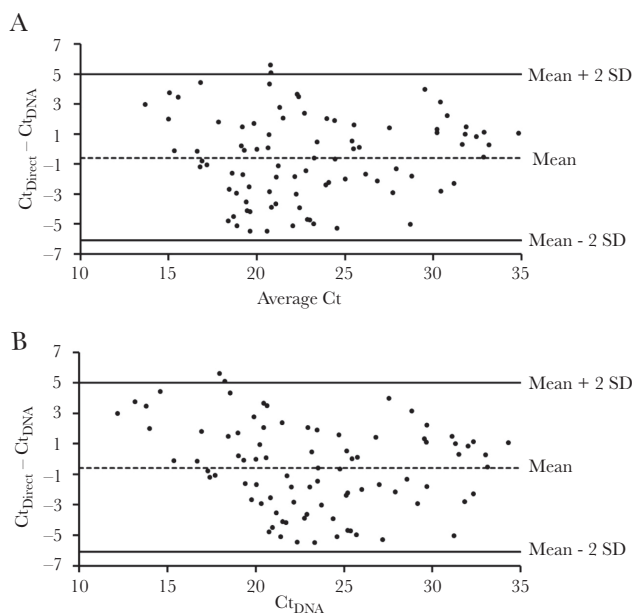 A
7
5
3
1
−1
−3
−5
−7
Ct_Direct − Ct_DNA
Mean + 2 SD
Mean
Mean - 2 SD
10 15 20 25 30 35
Average Ct
B
7
5
3
1
−1
−3
−5
−7
Ct_Direct − Ct_DNA
Mean + 2 SD
Mean
Mean - 2 SD
10 15 20 25 30 35
Ct_DNA